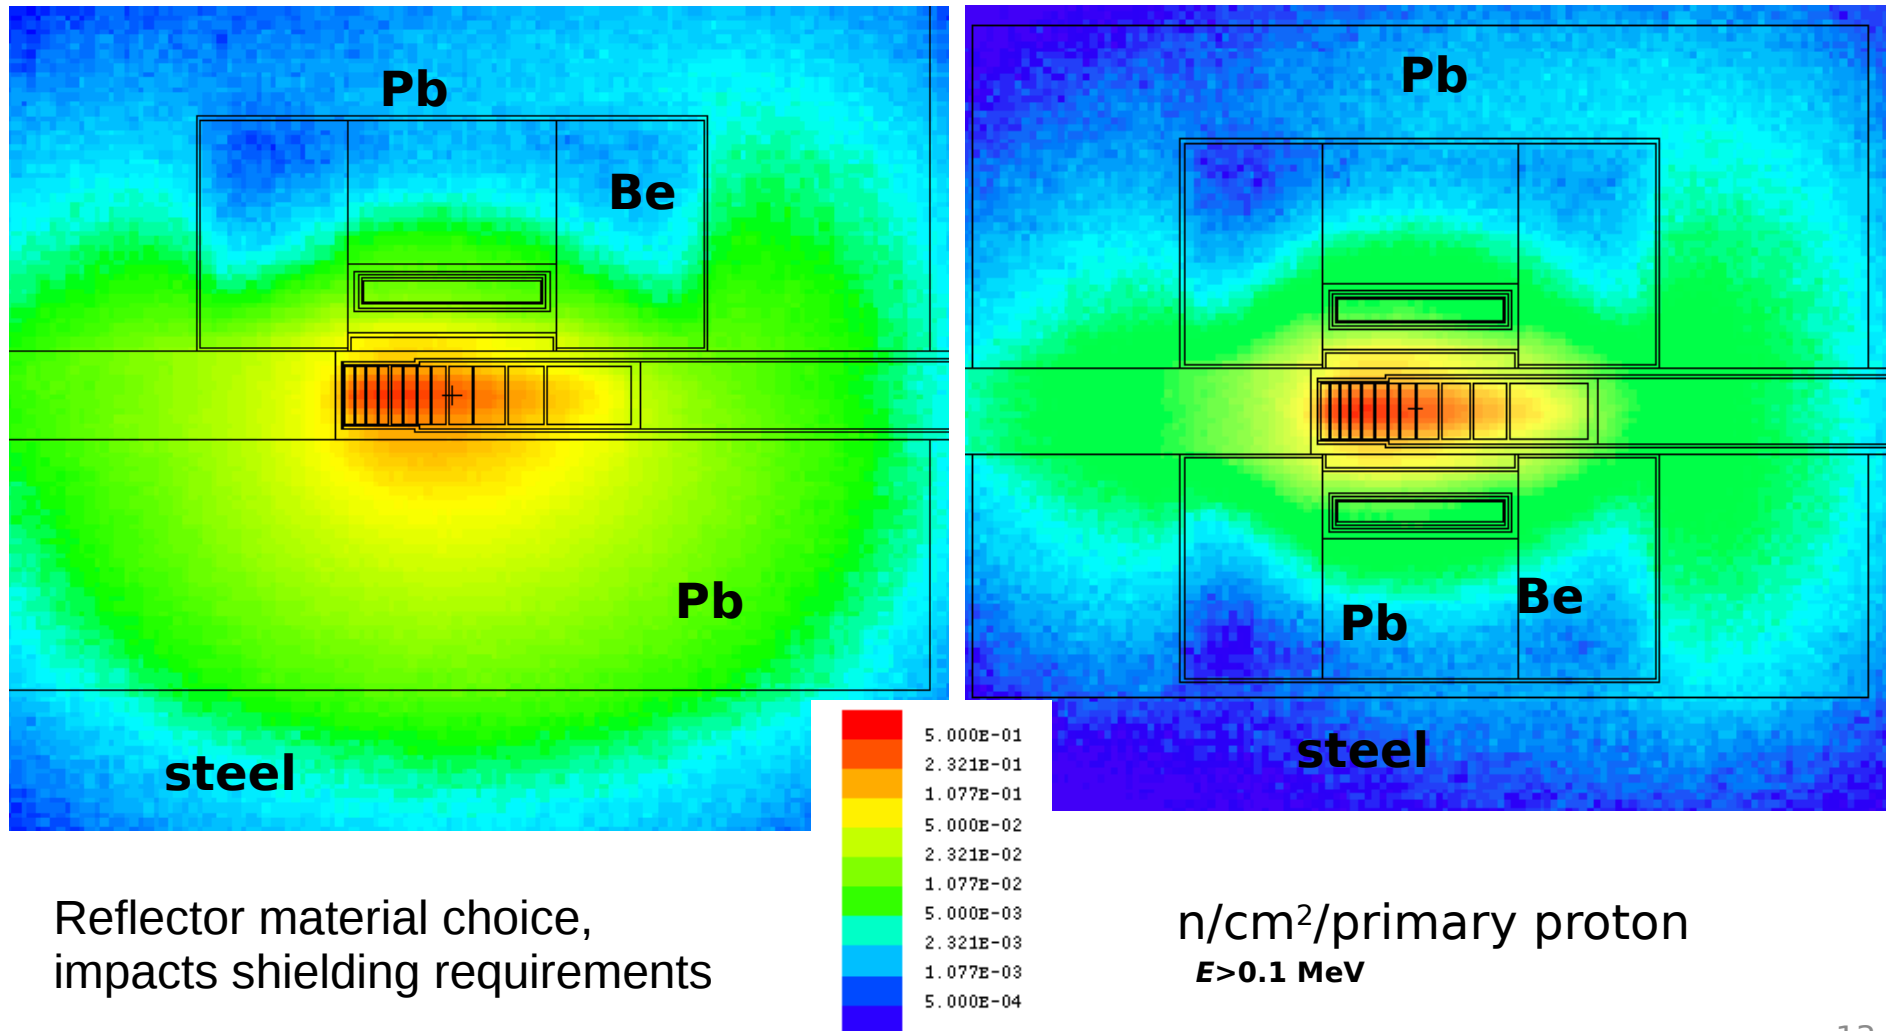 Pb
Be
Pb
steel
Pb
Pb
Be
steel
5.000E-01
2.321E-01
1.077E-01
5.000E-02
2.321E-02
1.077E-02
5.000E-03
2.321E-03
1.077E-03
5.000E-04
Reflector material choice,
impacts shielding requirements
n/cm²/primary proton
E>0.1 MeV